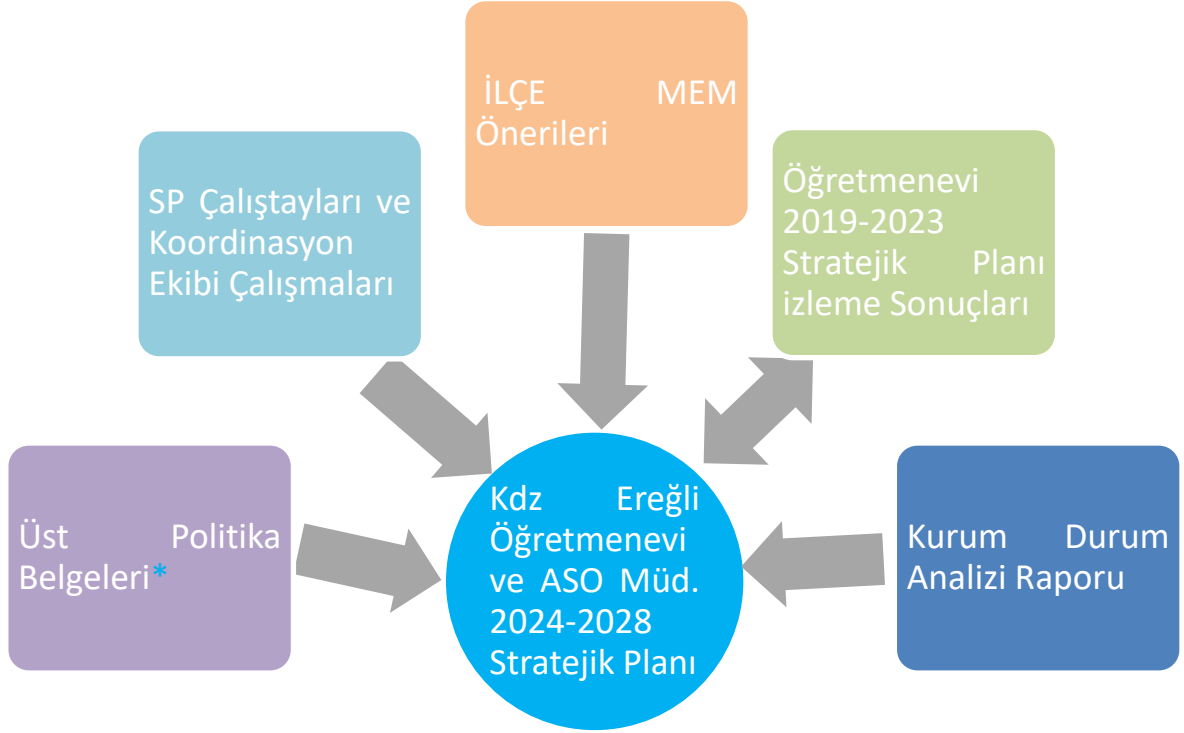 İLÇE MEM
Önerileri
SP Çalıştayları ve
Koordinasyon
Ekibi Çalışmaları
Öğretmenevi
2019-2023
Stratejik Planı
izleme Sonuçları
Üst Politika
Belgeleri*
Kdz Ereğli
Öğretmenevi
ve ASO Müd.
2024-2028
Stratejik Planı
Kurum Durum
Analizi Raporu